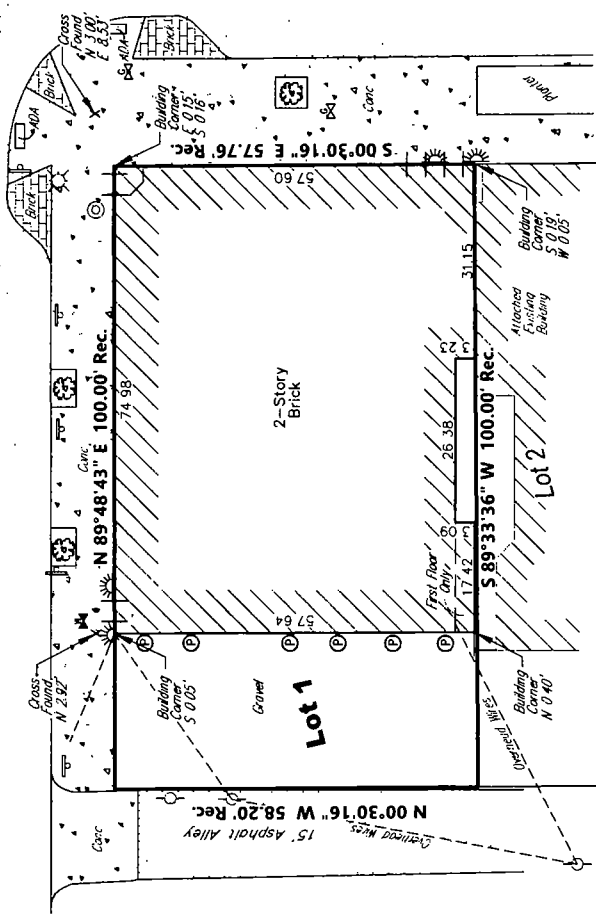 Cross
Found
N 3.00'
E 8.53'
ADA
Brick
G
ADA
Brick
Brick
Building
Corner
E 0.15'
S 0.16'
Conc
Planter
S 00°30'16" E 57.76' Rec.
57.60
N 89°48'43" E 100.00' Rec.
Conc
74.98
2-Story
Brick
31.15
3.23
26.38
3.09
17.42
First Floor
Only
S 89°33'36" W 100.00' Rec.
Building
Corner
S 0.19'
W 0.05'
Attached
Existing
Building
Lot 2
57.64
P
P
P
P
P
P
Cross
Found
N 2.92'
Building
Corner
S 0.05'
Gravel
Lot 1
Building
Corner
N 0.40'
Overhead Wires
N 00°30'16" W 58.20' Rec.
15' Asphalt Alley
Overhead Wires
Conc